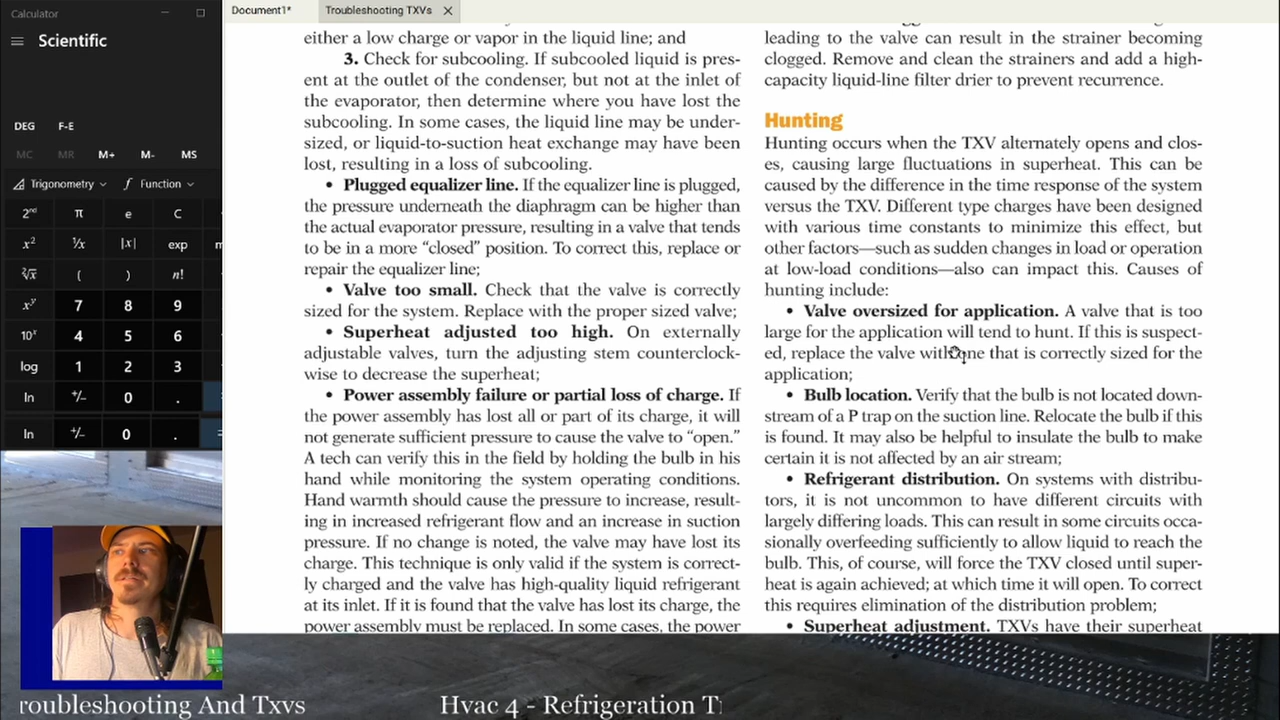 Calculator
Scientific
DEG F-E
MC MR M+ M- MS
Trigonometry Function
2nd π e C
x² ¹/x |x| exp
²√x ( ) n!
xʸ 7 8 9
10ˣ 4 5 6
log 1 2 3
ln +/- 0 .
ln +/- 0 .
Document1* Troubleshooting TXVs
either a low charge or vapor in the liquid line; and
3. Check for subcooling. If subcooled liquid is pres-
ent at the outlet of the condenser, but not at the inlet of
the evaporator, then determine where you have lost the
subcooling. In some cases, the liquid line may be under-
sized, or liquid-to-suction heat exchange may have been
lost, resulting in a loss of subcooling.
• Plugged equalizer line. If the equalizer line is plugged,
the pressure underneath the diaphragm can be higher than
the actual evaporator pressure, resulting in a valve that tends
to be in a more “closed” position. To correct this, replace or
repair the equalizer line;
• Valve too small. Check that the valve is correctly
sized for the system. Replace with the proper sized valve;
• Superheat adjusted too high. On externally
adjustable valves, turn the adjusting stem counterclock-
wise to decrease the superheat;
• Power assembly failure or partial loss of charge. If
the power assembly has lost all or part of its charge, it will
not generate sufficient pressure to cause the valve to “open.”
A tech can verify this in the field by holding the bulb in his
hand while monitoring the system operating conditions.
Hand warmth should cause the pressure to increase, result-
ing in increased refrigerant flow and an increase in suction
pressure. If no change is noted, the valve may have lost its
charge. This technique is only valid if the system is correct-
ly charged and the valve has high-quality liquid refrigerant
at its inlet. If it is found that the valve has lost its charge, the
power assembly must be replaced. In some cases, the power
leading to the valve can result in the strainer becoming
clogged. Remove and clean the strainers and add a high-
capacity liquid-line filter drier to prevent recurrence.
Hunting
Hunting occurs when the TXV alternately opens and clos-
es, causing large fluctuations in superheat. This can be
caused by the difference in the time response of the system
versus the TXV. Different type charges have been designed
with various time constants to minimize this effect, but
other factors—such as sudden changes in load or operation
at low-load conditions—also can impact this. Causes of
hunting include:
• Valve oversized for application. A valve that is too
large for the application will tend to hunt. If this is suspect-
ed, replace the valve with one that is correctly sized for the
application;
• Bulb location. Verify that the bulb is not located down-
stream of a P trap on the suction line. Relocate the bulb if this
is found. It may also be helpful to insulate the bulb to make
certain it is not affected by an air stream;
• Refrigerant distribution. On systems with distribu-
tors, it is not uncommon to have different circuits with
largely differing loads. This can result in some circuits occa-
sionally overfeeding sufficiently to allow liquid to reach the
bulb. This, of course, will force the TXV closed until super-
heat is again achieved; at which time it will open. To correct
this requires elimination of the distribution problem;
• Superheat adjustment. TXVs have their superheat
roubleshooting And Txvs Hvac 4 - Refrigeration T